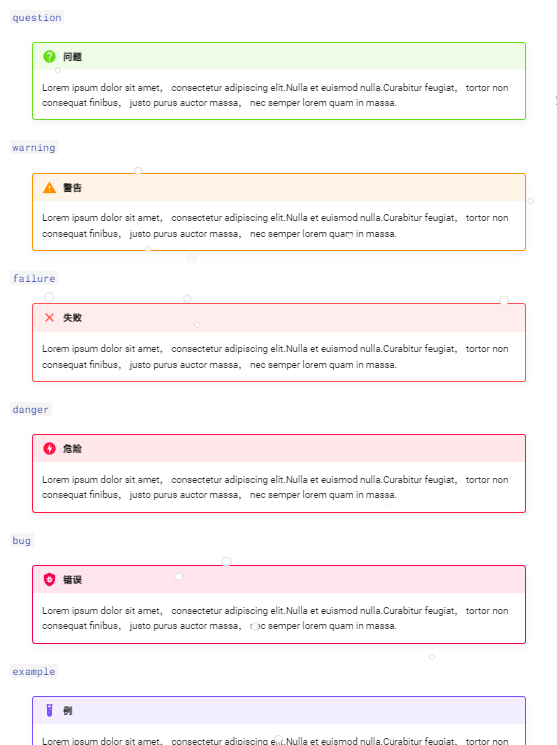 question
问题
Lorem ipsum dolor sit amet， consectetur adipiscing elit.Nulla et euismod nulla.Curabitur feugiat， tortor non
consequat finibus， justo purus auctor massa， nec semper lorem quam in massa.
warning
警告
Lorem ipsum dolor sit amet， consectetur adipiscing elit.Nulla et euismod nulla.Curabitur feugiat， tortor non
consequat finibus， justo purus auctor massa， nec semper lorem quam in massa.
failure
失败
Lorem ipsum dolor sit amet， consectetur adipiscing elit.Nulla et euismod nulla.Curabitur feugiat， tortor non
consequat finibus， justo purus auctor massa， nec semper lorem quam in massa.
danger
危险
Lorem ipsum dolor sit amet， consectetur adipiscing elit.Nulla et euismod nulla.Curabitur feugiat， tortor non
consequat finibus， justo purus auctor massa， nec semper lorem quam in massa.
bug
错误
Lorem ipsum dolor sit amet， consectetur adipiscing elit.Nulla et euismod nulla.Curabitur feugiat， tortor non
consequat finibus， justo purus auctor massa， nec semper lorem quam in massa.
example
例
Lorem ipsum dolor sit amet， consectetur adipiscing elit.Nulla et euismod nulla.Curabitur feugiat， tortor non